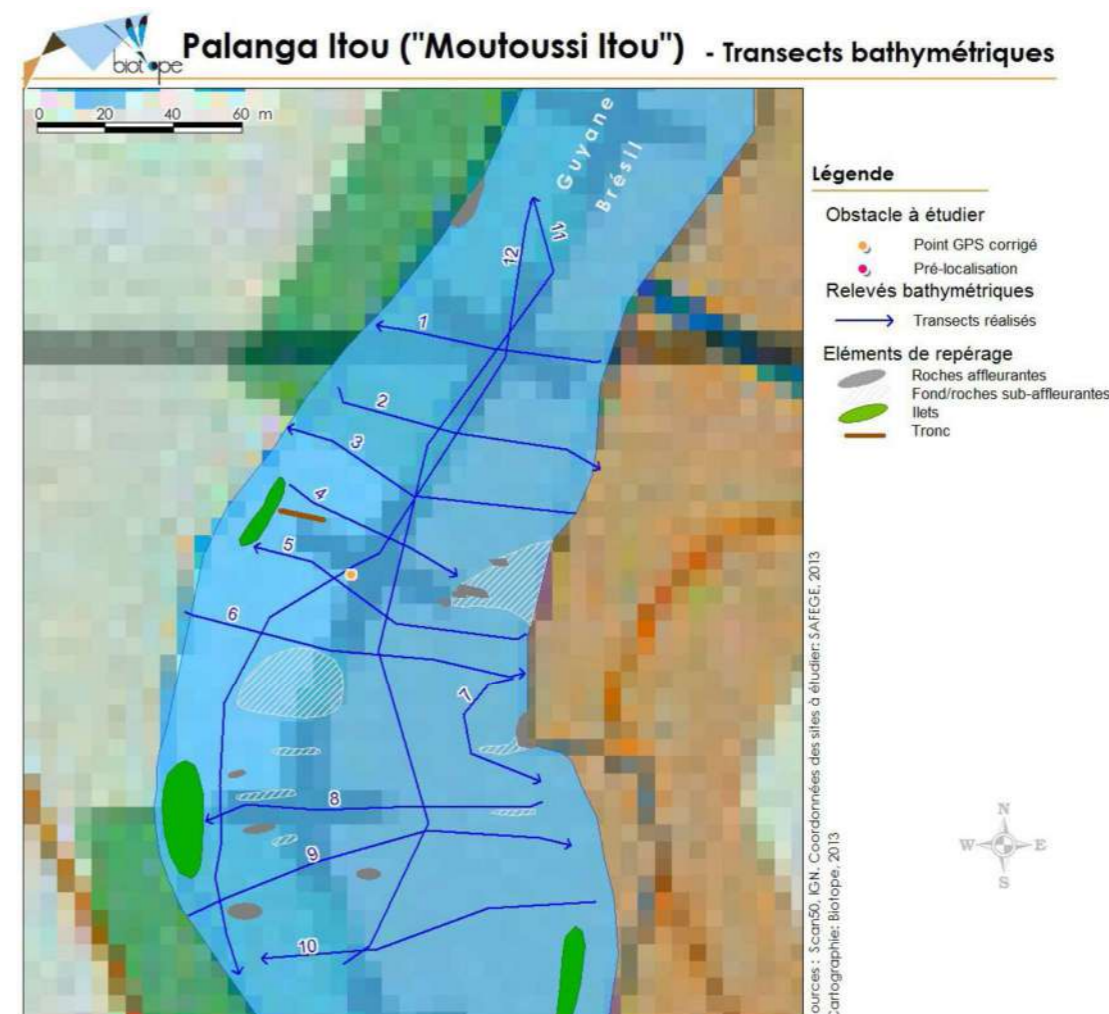 biotope
Palanga Itou ("Moutoussi Itou") - Transects bathymétriques
0 20 40 60 m
Guyane
Brésil
11
12
1
2
3
4
5
6
7
8
9
10
Légende
Obstacle à étudier
Point GPS corrigé
Pré-localisation
Relevés bathymétriques
Transects réalisés
Eléments de repérage
Roches affleurantes
Fond/roches sub-affleurantes
Ilets
Tronc
N
W E
S
ources : Scan50, IGN. Coordonnées des sites à étudier: SAFEGE, 2013
Cartographie: Biotope, 2013